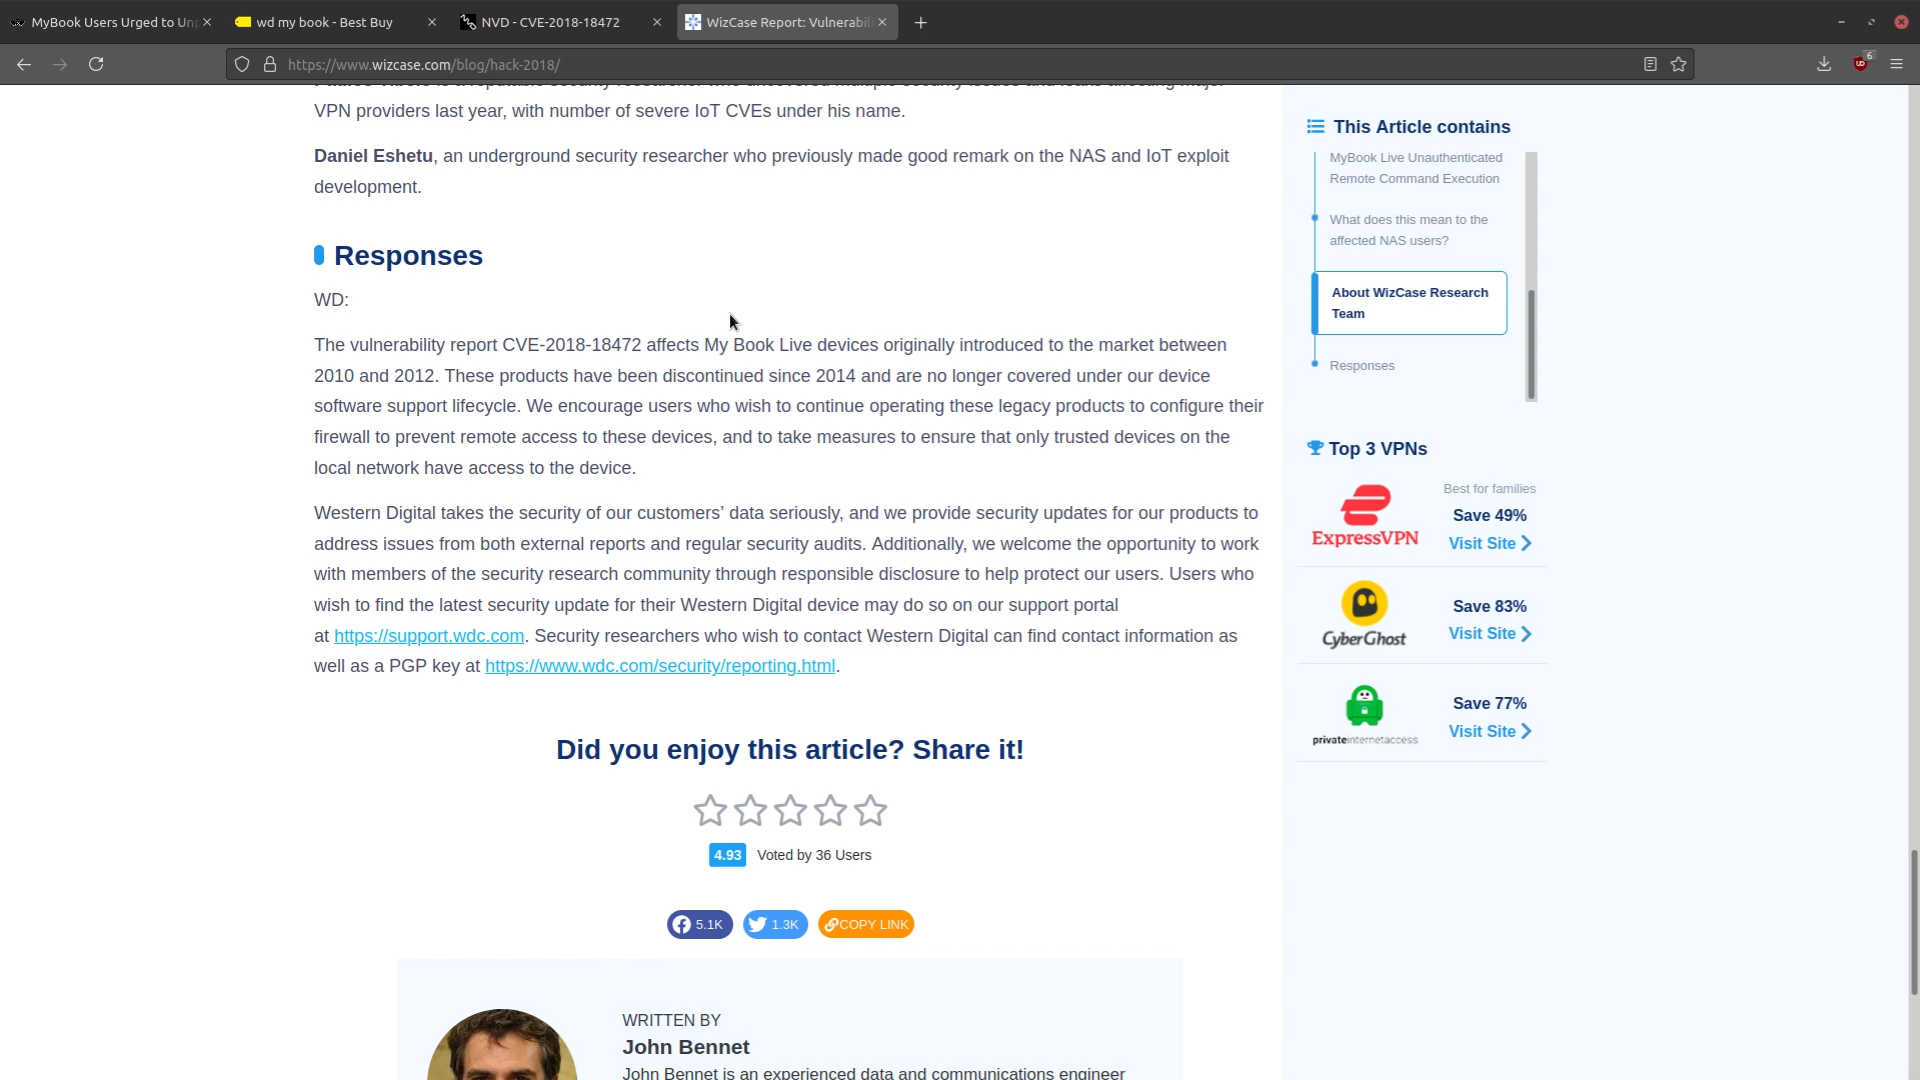 MyBook Users Urged to Un
wd my book - Best Buy
NVD - CVE-2018-18472
WizCase Report: Vulnerabil
https://www.wizcase.com/blog/hack-2018/
6
VPN providers last year, with number of severe IoT CVEs under his name.
Daniel Eshetu, an underground security researcher who previously made good remark on the NAS and IoT exploit
development.
Responses
WD:
The vulnerability report CVE-2018-18472 affects My Book Live devices originally introduced to the market between
2010 and 2012. These products have been discontinued since 2014 and are no longer covered under our device
software support lifecycle. We encourage users who wish to continue operating these legacy products to configure their
firewall to prevent remote access to these devices, and to take measures to ensure that only trusted devices on the
local network have access to the device.
Western Digital takes the security of our customers’ data seriously, and we provide security updates for our products to
address issues from both external reports and regular security audits. Additionally, we welcome the opportunity to work
with members of the security research community through responsible disclosure to help protect our users. Users who
wish to find the latest security update for their Western Digital device may do so on our support portal
at https://support.wdc.com. Security researchers who wish to contact Western Digital can find contact information as
well as a PGP key at https://www.wdc.com/security/reporting.html.
Did you enjoy this article? Share it!
4.93 Voted by 36 Users
5.1K
1.3K
COPY LINK
WRITTEN BY
John Bennet
John Bennet is an experienced data and communications engineer
This Article contains
MyBook Live Unauthenticated
Remote Command Execution
What does this mean to the
affected NAS users?
About WizCase Research
Team
Responses
Top 3 VPNs
Best for families
ExpressVPN
Save 49%
Visit Site
CyberGhost
Save 83%
Visit Site
privateinternetaccess
Save 77%
Visit Site